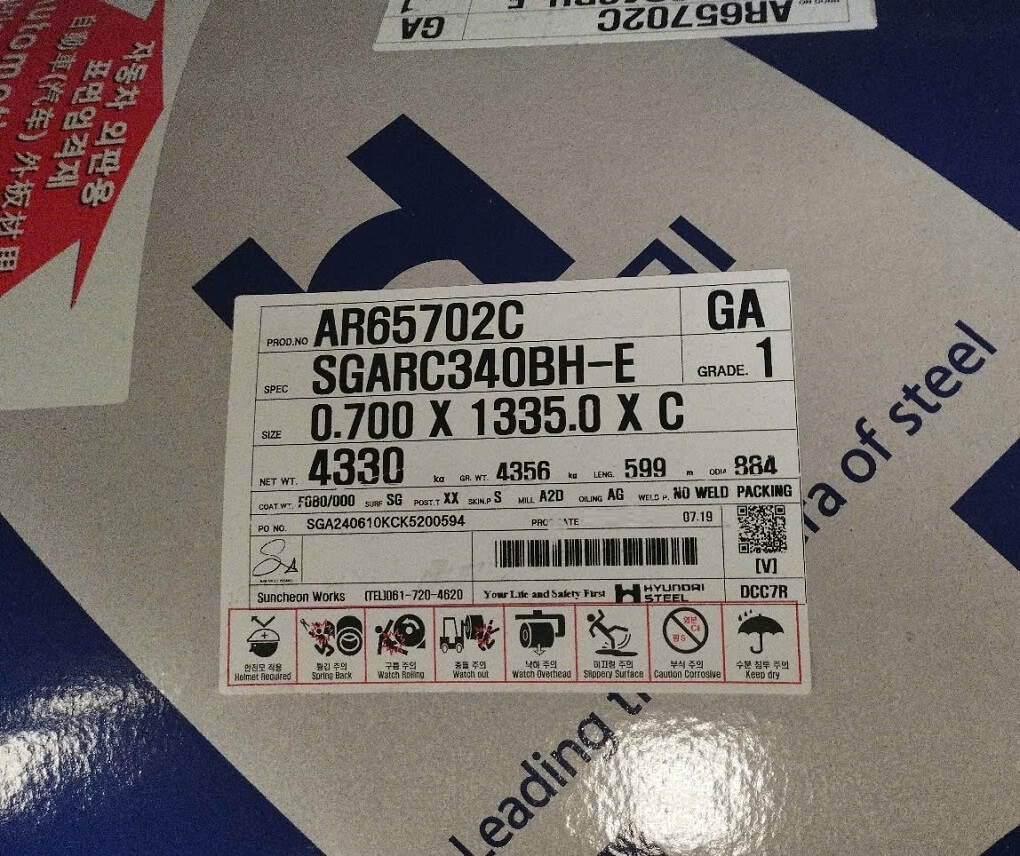 AR65702C
GA
자동차 외판용
표면엄격재
自動車(汽车)外板材用
PROD.NO AR65702C GA
SPEC SGARC340BH-E GRADE. 1
SIZE 0.700 X 1335.0 X C
NET WT. 4330 KG GR. WT. 4356 KG LENG. 599 M ODIA 884
COAT WT. F080/000 SURF SG POST.T XX SKIN.P S MILL A2D OILING AG WELD P. NO WELD PACKING
PO NO. SGA240610KCK5200594 07.19
[V]
Suncheon Works (TEL)061-720-4620 Your Life and Safety First HYUNDAI STEEL DCC7R
안전모 착용 튕김 주의 구름 주의 충돌 주의 낙하 주의 미끄럼 주의 부식 주의 수분 침투 주의
Helmet Required Spring Back Watch Rolling Watch out Watch Overhead Slippery Surface Caution Corrosive Keep dry
Leading
of steel